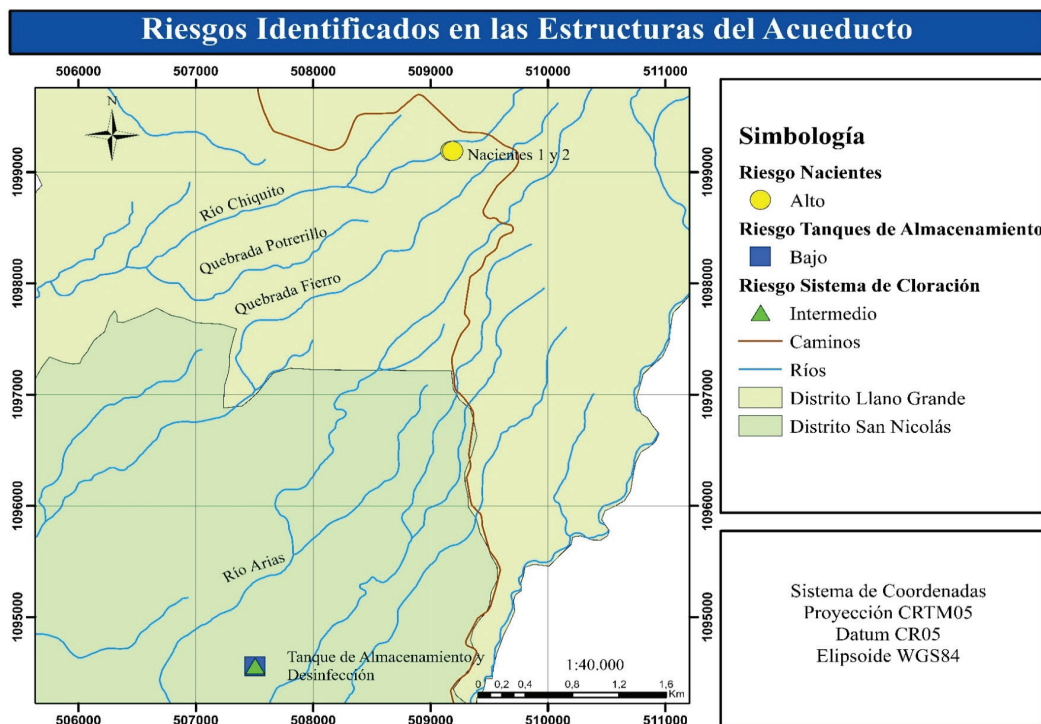 Riesgos Identificados en las Estructuras del Acueducto
506000 507000 508000 509000 510000 511000
N
1099000
1098000
1097000
1096000
1095000
Nacientes 1 y 2
Río Chiquito
Quebrada Potrerillo
Quebrada Fierro
Río Arias
Tanque de Almacenamiento y
Desinfección
1:40.000
0 0,2 0,4 0,8 1,2 1,6
Km
1099000
1098000
1097000
1096000
1095000
506000 507000 508000 509000 510000 511000
Simbología
Riesgo Nacientes
Alto
Riesgo Tanques de Almacenamiento
Bajo
Riesgo Sistema de Cloración
Intermedio
Caminos
Ríos
Distrito Llano Grande
Distrito San Nicolás
Sistema de Coordenadas
Proyección CRTM05
Datum CR05
Elipsoide WGS84